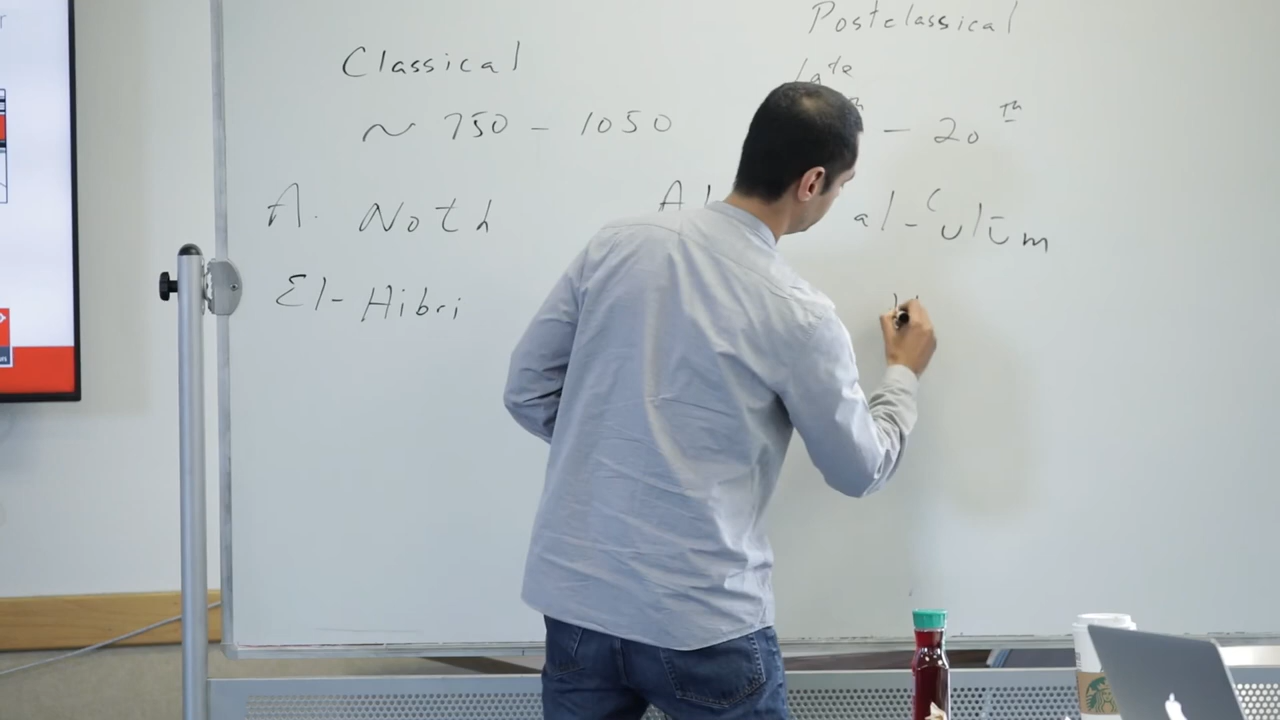 Classical
~ 750 – 1050
A. Noth
El-Hibri
Postclassical
late
– 20th
al-ʿulūm